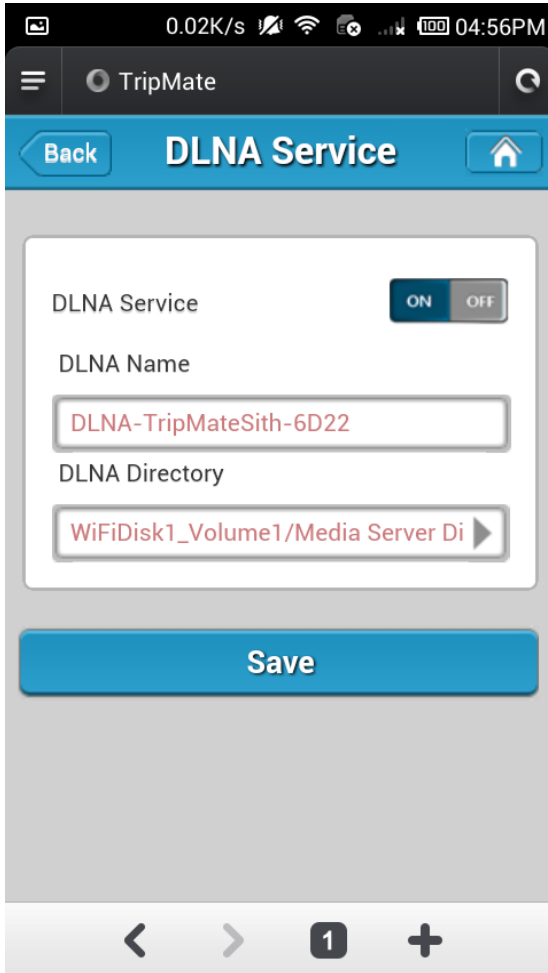 0.02K/s 100 04:56PM
TripMate
Back DLNA Service
DLNA Service ON OFF
DLNA Name
DLNA-TripMateSith-6D22
DLNA Directory
WiFiDisk1_Volume1/Media Server Di
Save
1